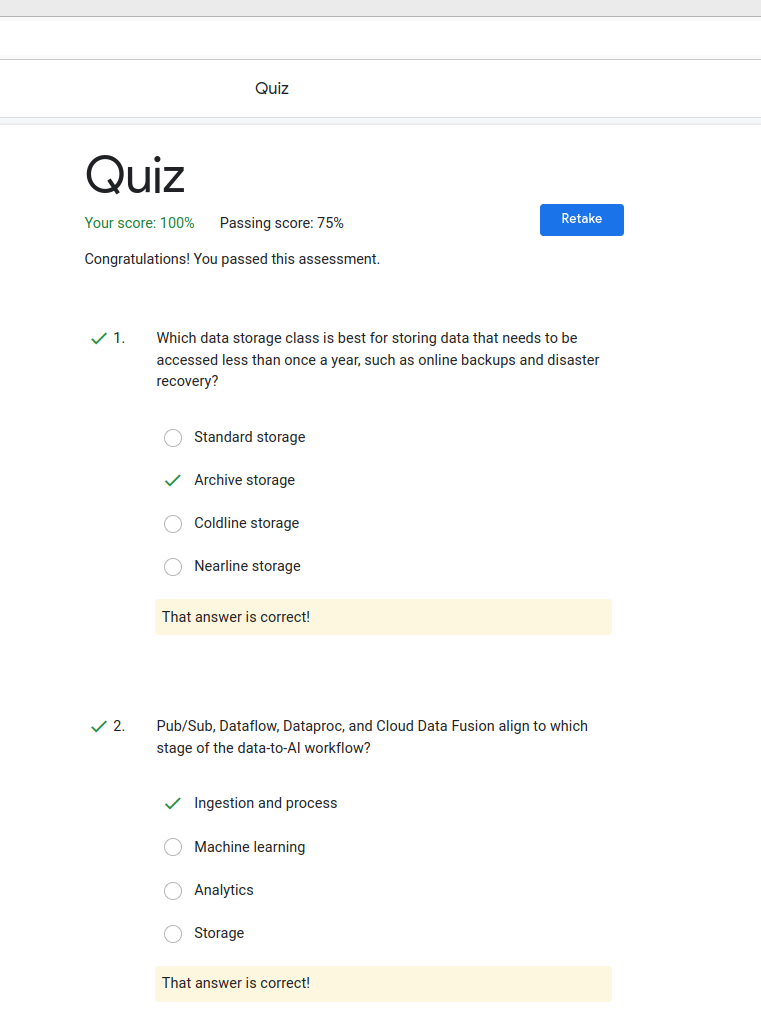 Quiz
Quiz
Your score: 100% Passing score: 75%
Retake
Congratulations! You passed this assessment.
1. Which data storage class is best for storing data that needs to be
accessed less than once a year, such as online backups and disaster
recovery?
Standard storage
Archive storage
Coldline storage
Nearline storage
That answer is correct!
2. Pub/Sub, Dataflow, Dataproc, and Cloud Data Fusion align to which
stage of the data-to-AI workflow?
Ingestion and process
Machine learning
Analytics
Storage
That answer is correct!